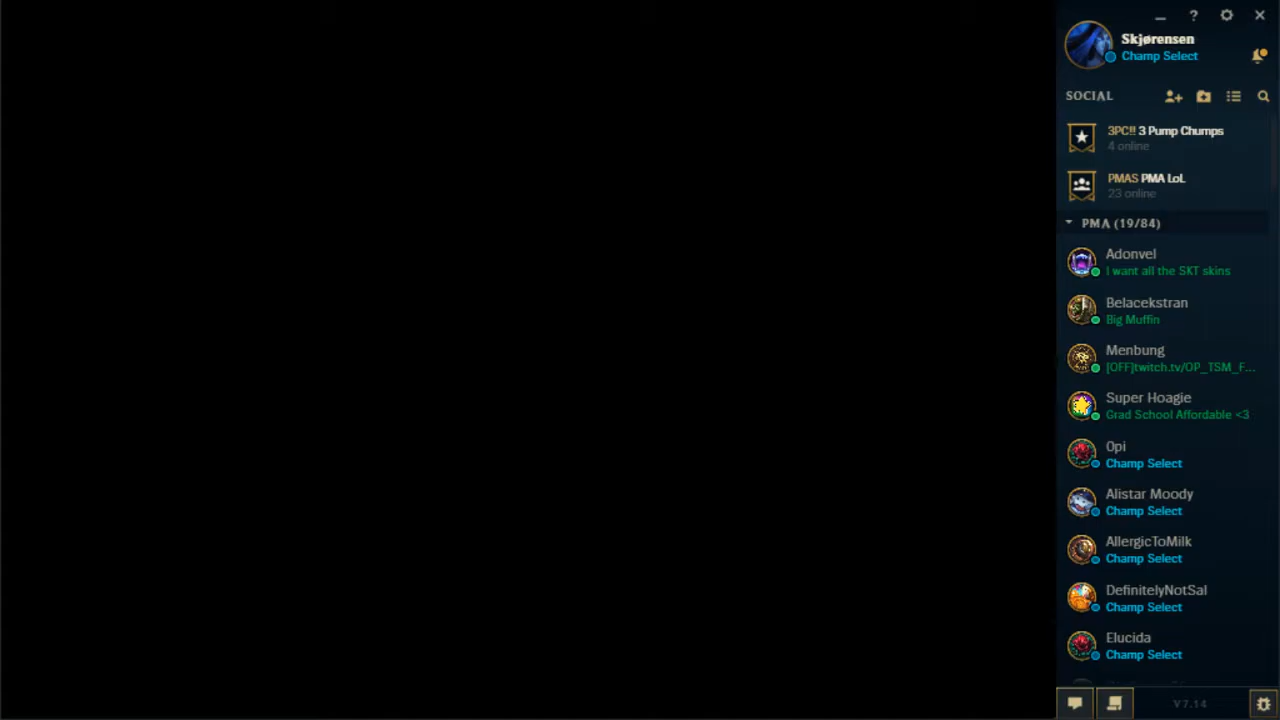 Skjørensen
Champ Select
SOCIAL
3PC!! 3 Pump Chumps
4 online
PMAS PMA LoL
23 online
PMA (19/84)
Adonvel
I want all the SKT skins
Belacekstran
Big Muffin
Menbung
[OFF]twitch.tv/OP_TSM_F...
Super Hoagie
Grad School Affordable <3
Opi
Champ Select
Alistar Moody
Champ Select
AllergicToMilk
Champ Select
DefinitelyNotSal
Champ Select
Elucida
Champ Select
V7.14